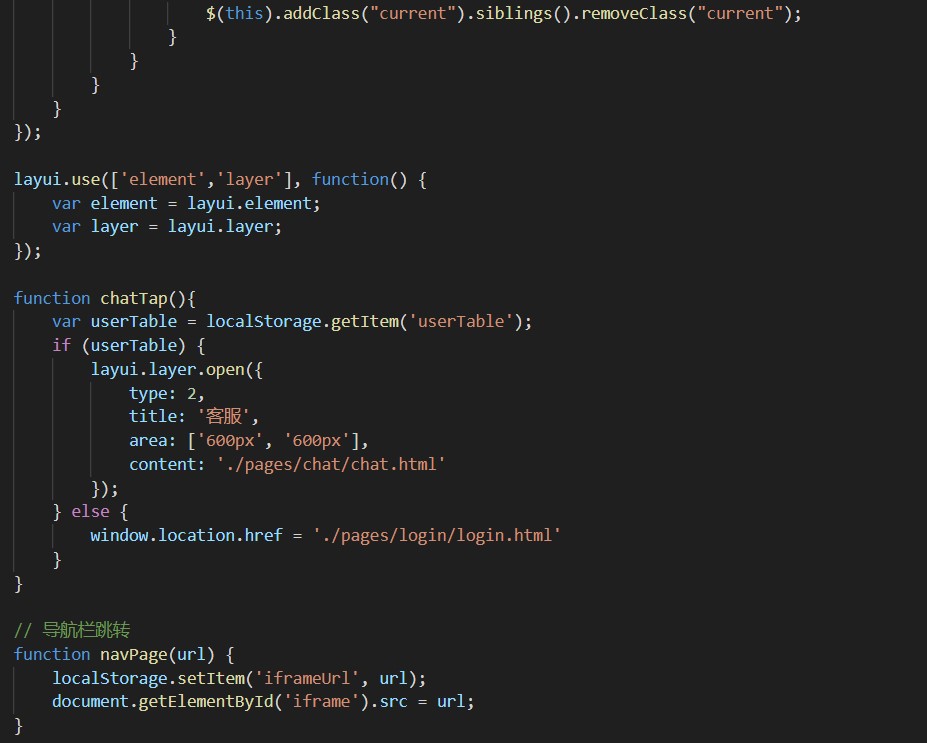 $(this).addClass("current").siblings().removeClass("current");
                }
            }
        }
    }
});

layui.use(['element','layer'], function() {
    var element = layui.element;
    var layer = layui.layer;
});

function chatTap(){
    var userTable = localStorage.getItem('userTable');
    if (userTable) {
        layui.layer.open({
            type: 2,
            title: '客服',
            area: ['600px', '600px'],
            content: './pages/chat/chat.html'
        });
    } else {
        window.location.href = './pages/login/login.html'
    }
}

// 导航栏跳转
function navPage(url) {
    localStorage.setItem('iframeUrl', url);
    document.getElementById('iframe').src = url;
}